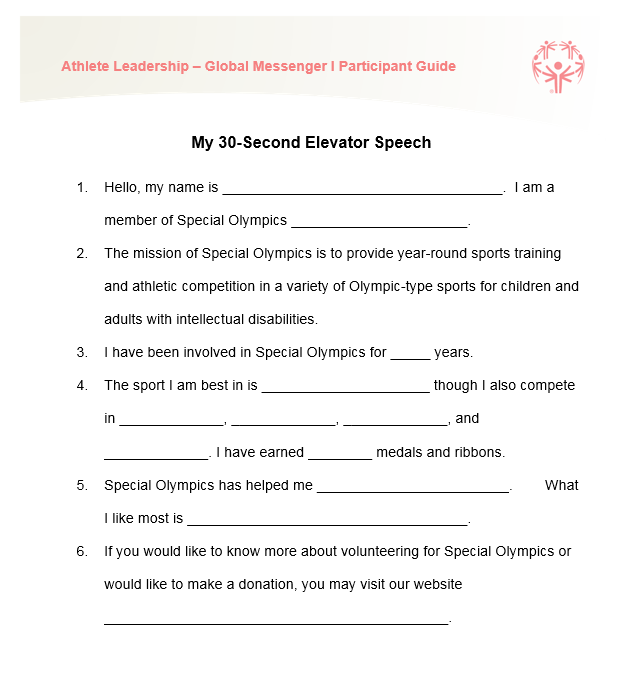 Athlete Leadership – Global Messenger I Participant Guide
My 30-Second Elevator Speech
1. Hello, my name is ____________________________________. I am a
member of Special Olympics ______________________.
2. The mission of Special Olympics is to provide year-round sports training
and athletic competition in a variety of Olympic-type sports for children and
adults with intellectual disabilities.
3. I have been involved in Special Olympics for _____ years.
4. The sport I am best in is _____________________ though I also compete
in _____________, _____________, _____________, and
_____________. I have earned ________ medals and ribbons.
5. Special Olympics has helped me ________________________. What
I like most is ___________________________________.
6. If you would like to know more about volunteering for Special Olympics or
would like to make a donation, you may visit our website
___________________________________________.